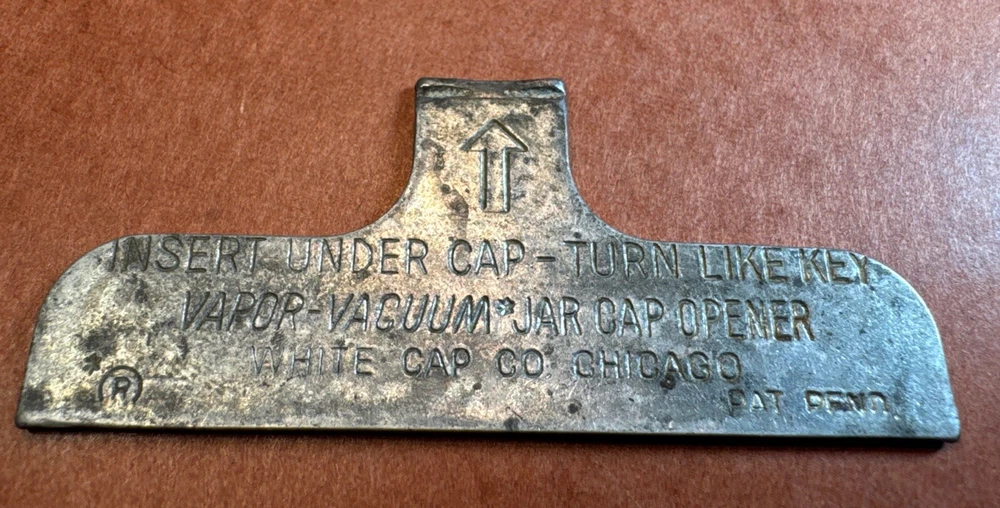 INSERT UNDER CAP – TURN LIKE KEY
VAPOR-VACUUM* JAR CAP OPENER
WHITE CAP CO CHICAGO
* ®
PAT. PEND.